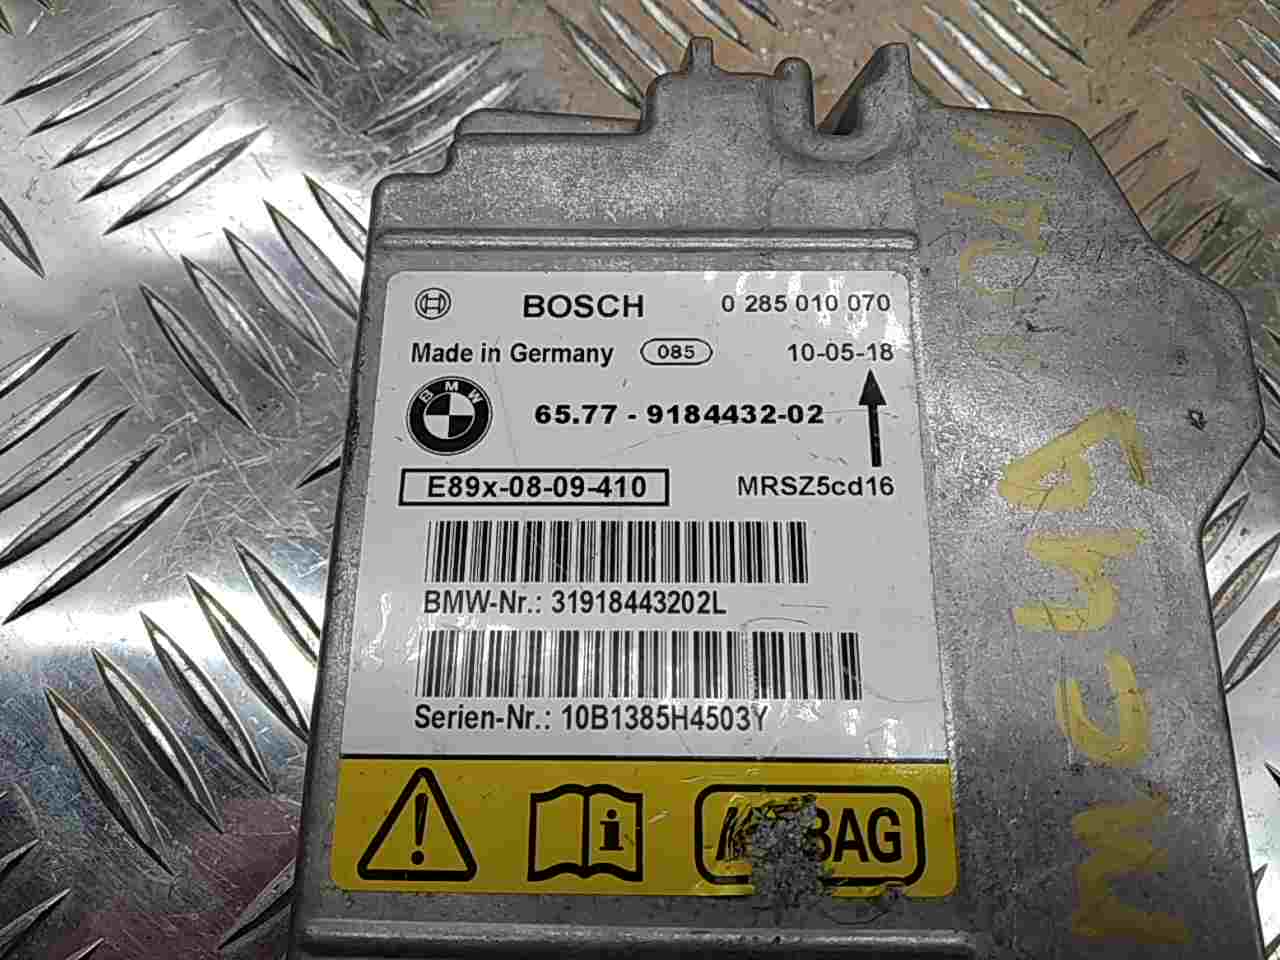 BOSCH 0 285 010 070
Made in Germany 085 10-05-18
BMW
65.77 - 9184432-02
E89x-08-09-410 MRSZ5cd16
BMW-Nr.: 31918443202L
Serien-Nr.: 10B1385H4503Y
i
BAG
MC49